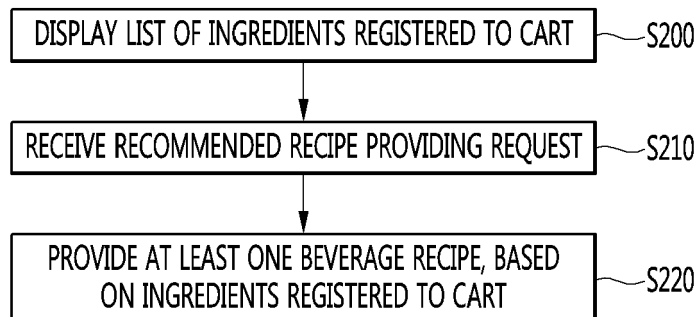 DISPLAY LIST OF INGREDIENTS REGISTERED TO CART S200
RECEIVE RECOMMENDED RECIPE PROVIDING REQUEST S210
PROVIDE AT LEAST ONE BEVERAGE RECIPE, BASED
ON INGREDIENTS REGISTERED TO CART S220